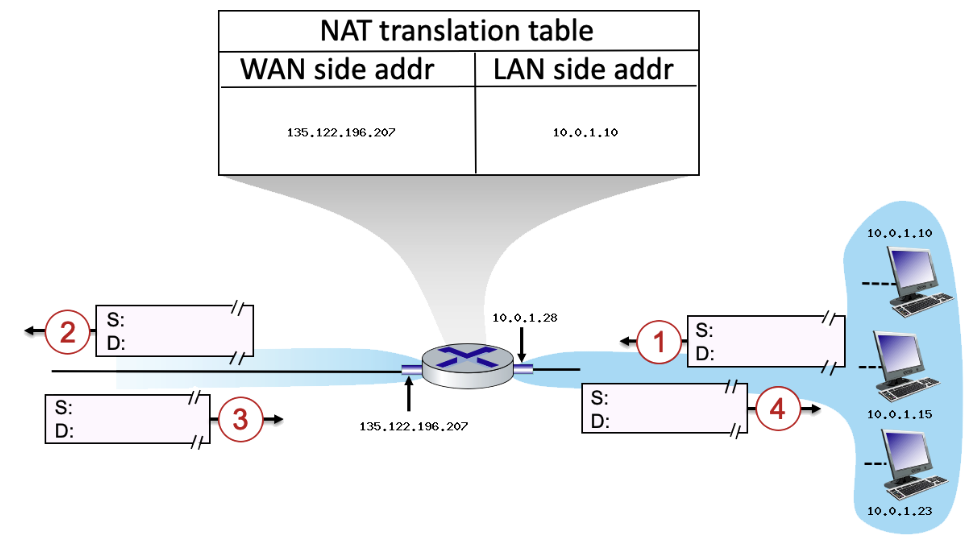 NAT translation table
WAN side addr LAN side addr
135.122.196.207 10.0.1.10
10.0.1.10
10.0.1.28
2
S:
D:
1
S:
D:
S:
D:
3
S:
D:
4
135.122.196.207
10.0.1.15
10.0.1.23